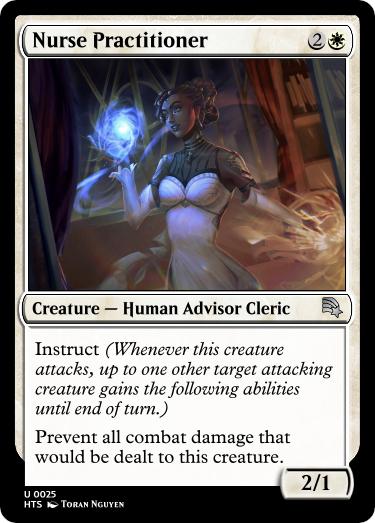 Nurse Practitioner 2
Creature — Human Advisor Cleric
Instruct (Whenever this creature
attacks, up to one other target attacking
creature gains the following abilities
until end of turn.)
Prevent all combat damage that
would be dealt to this creature.
2/1
U 0025
HTS Toran Nguyen